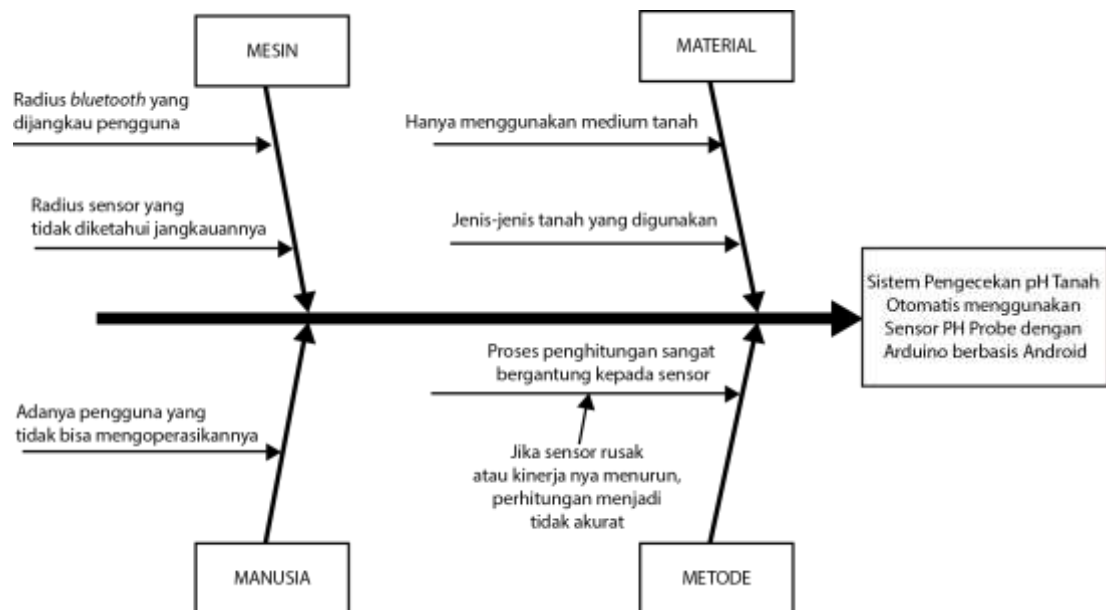 MESIN
MATERIAL
Radius bluetooth yang
dijangkau pengguna
Hanya menggunakan medium tanah
Radius sensor yang
tidak diketahui jangkauannya
Jenis-jenis tanah yang digunakan
Sistem Pengecekan pH Tanah
Otomatis menggunakan
Sensor PH Probe dengan
Arduino berbasis Android
Proses penghitungan sangat
bergantung kepada sensor
Adanya pengguna yang
tidak bisa mengoperasikannya
Jika sensor rusak
atau kinerja nya menurun,
perhitungan menjadi
tidak akurat
MANUSIA
METODE